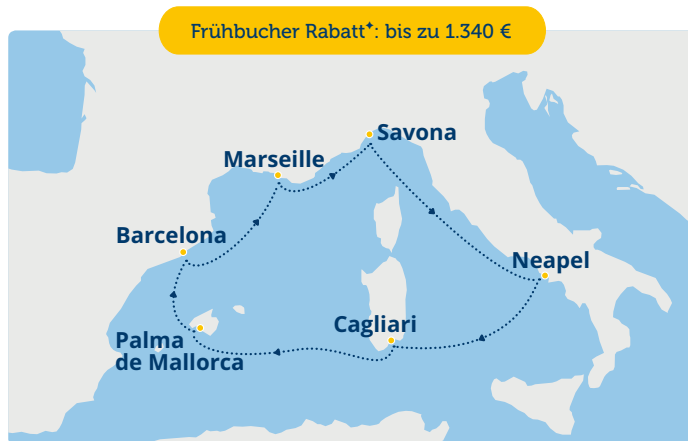 Frühbucher Rabatt✦: bis zu 1.340 €
Savona
Marseille
Barcelona
Neapel
Cagliari
Palma
de Mallorca